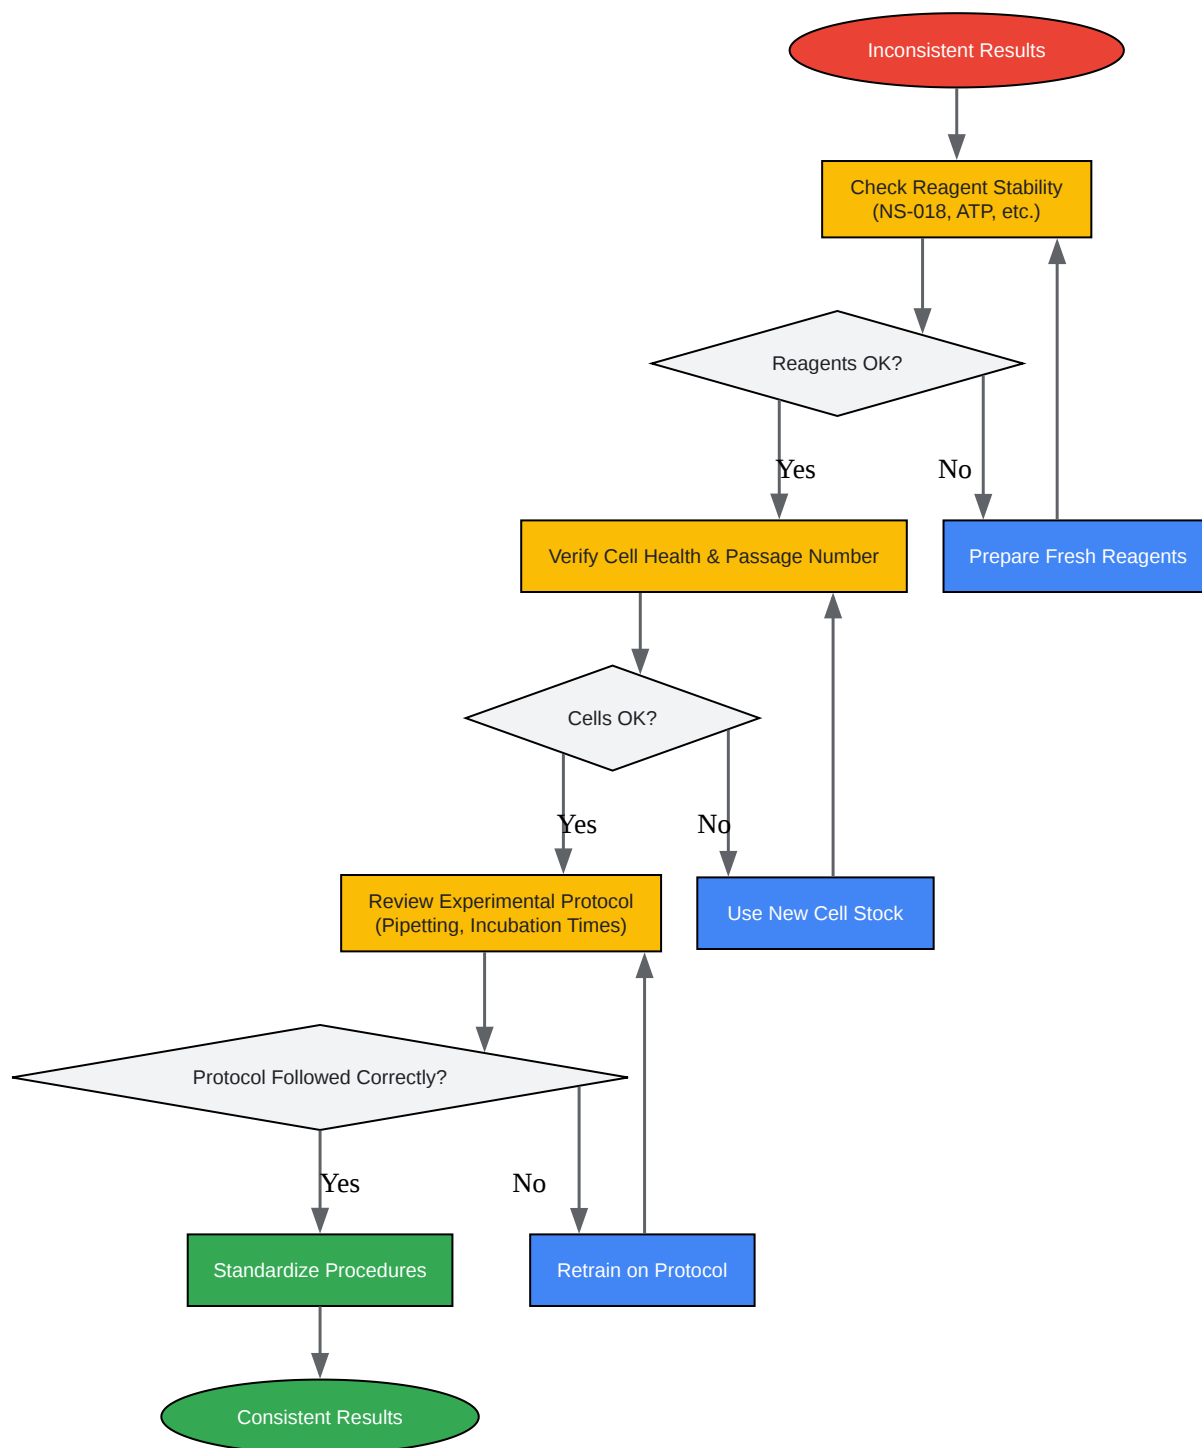 Inconsistent Results
Check Reagent Stability
(NS-018, ATP, etc.)
Reagents OK?
Yes
No
Verify Cell Health & Passage Number
Prepare Fresh Reagents
Cells OK?
Yes
No
Review Experimental Protocol
(Pipetting, Incubation Times)
Use New Cell Stock
Protocol Followed Correctly?
Yes
No
Standardize Procedures
Retrain on Protocol
Consistent Results